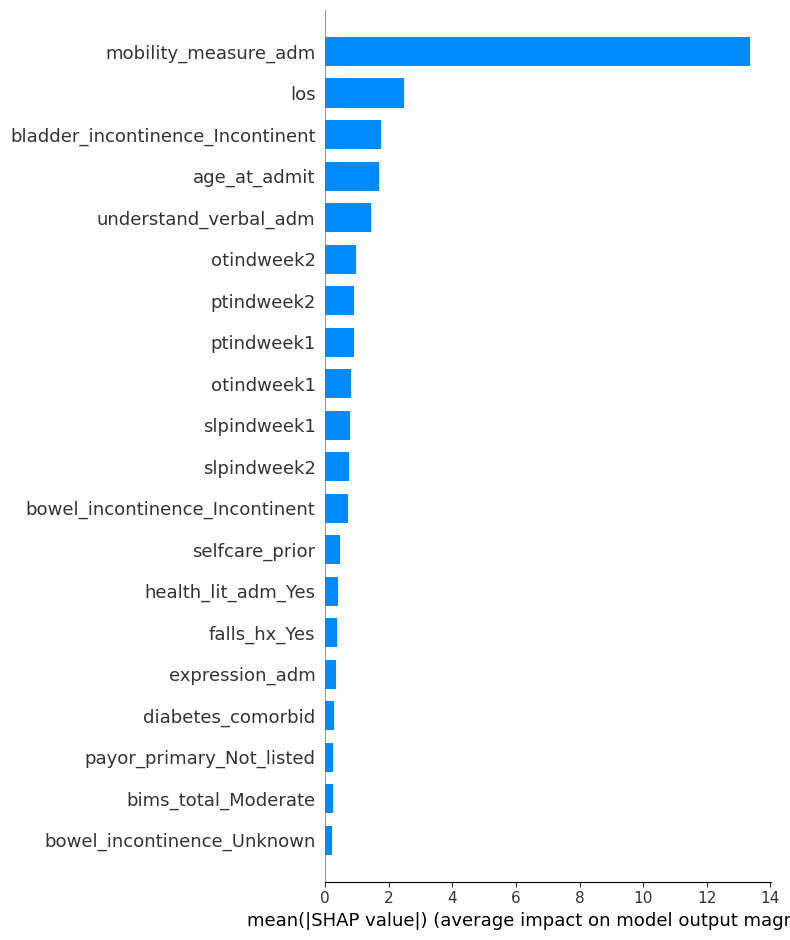 mobility_measure_adm
los
bladder_incontinence_Incontinent
age_at_admit
understand_verbal_adm
otindweek2
ptindweek2
ptindweek1
otindweek1
slpindweek1
slpindweek2
bowel_incontinence_Incontinent
selfcare_prior
health_lit_adm_Yes
falls_hx_Yes
expression_adm
diabetes_comorbid
payor_primary_Not_listed
bims_total_Moderate
bowel_incontinence_Unknown
0 2 4 6 8 10 12 14
mean(|SHAP value|) (average impact on model output magn